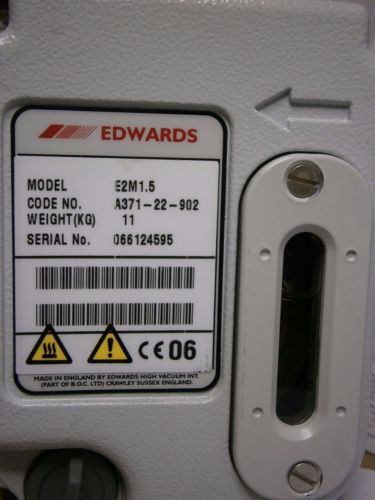 EDWARDS
MODEL E2M1.5
CODE NO. A371-22-902
WEIGHT(KG) 11
SERIAL No. 066124595
CE 06
MADE IN ENGLAND BY EDWARDS HIGH VACUUM INT.
(PART OF B.O.C. LTD) CRAWLEY SUSSEX ENGLAND.